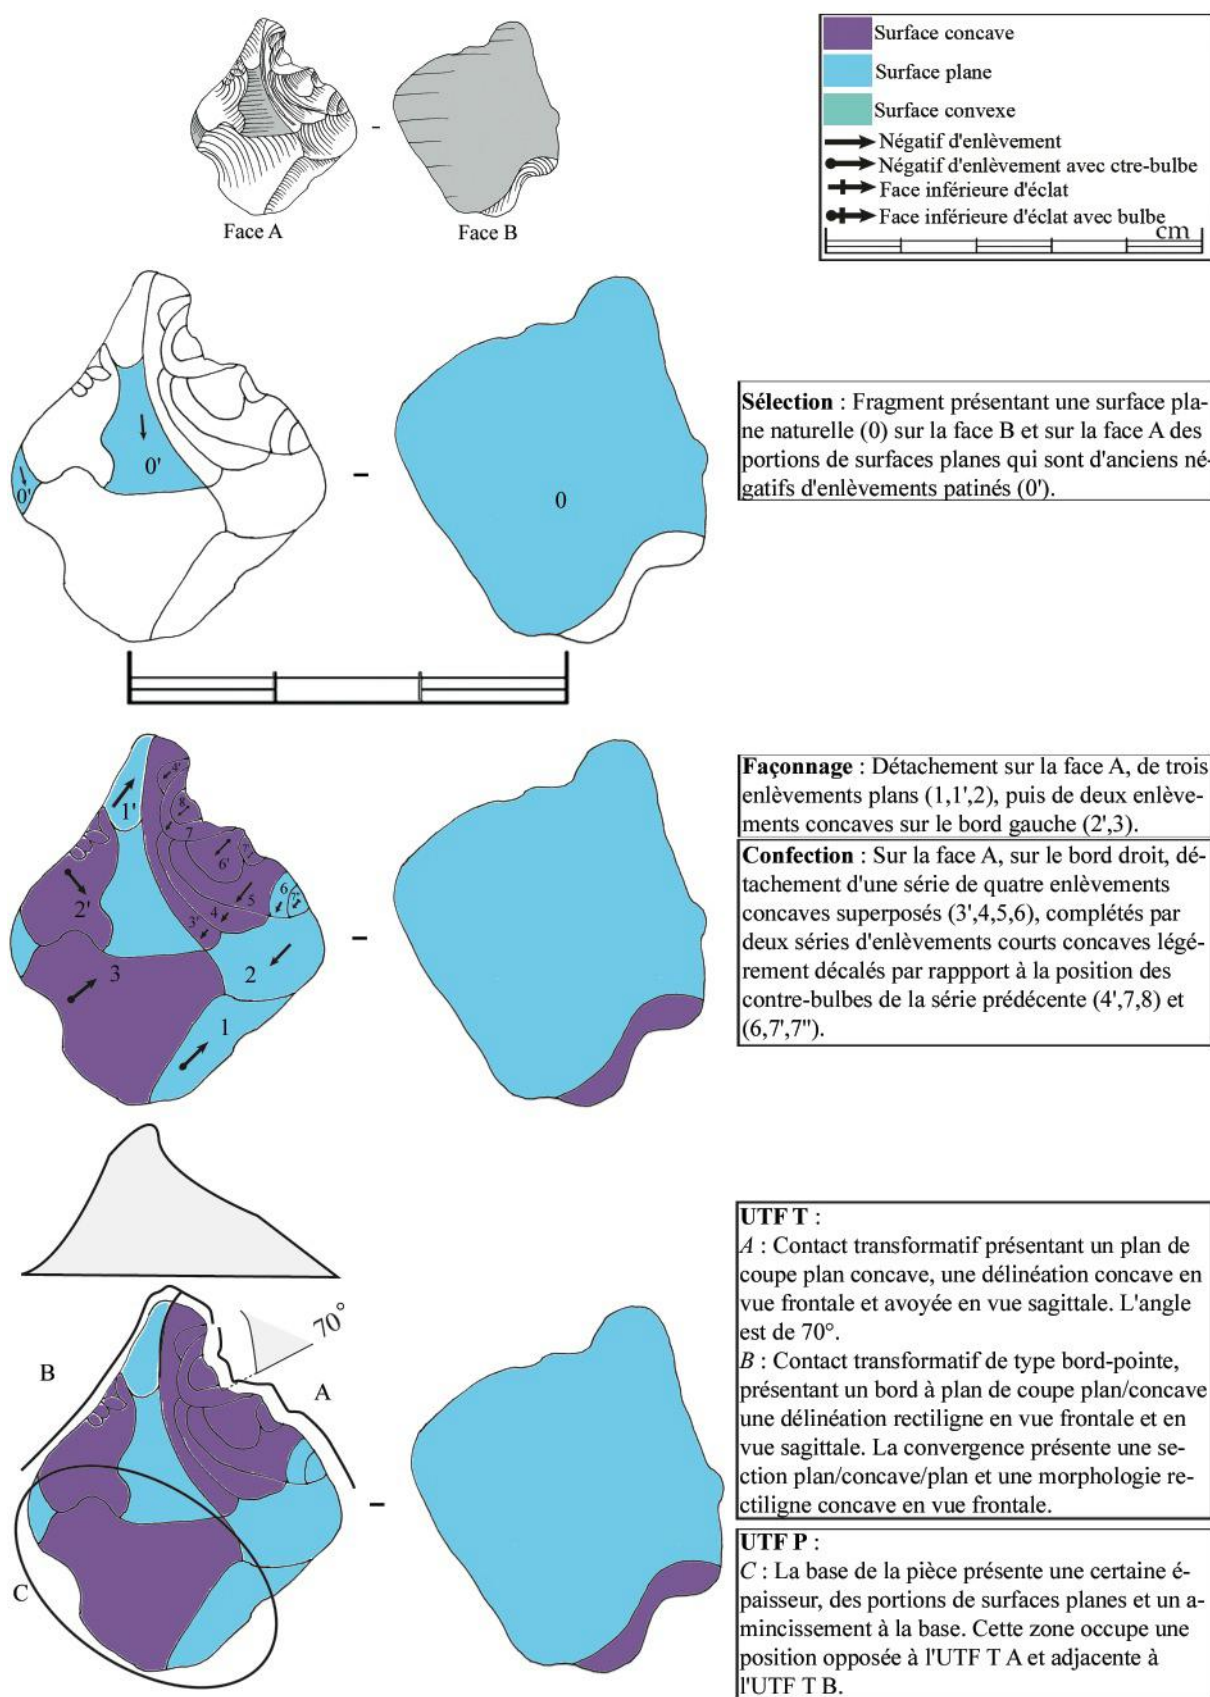 Surface concave
Surface plane
Surface convexe
Négatif d'enlèvement
Négatif d'enlèvement avec ctre-bulbe
Face inférieure d'éclat
Face inférieure d'éclat avec bulbe
cm
Face A
Face B
0'
0'
0
Sélection : Fragment présentant une surface pla-
ne naturelle (0) sur la face B et sur la face A des
portions de surfaces planes qui sont d'anciens né-
gatifs d'enlèvements patinés (0').
1'
4'
8
7
6'
5
4
3'
6
2'
2
3
1
Façonnage : Détachement sur la face A, de trois
enlèvements plans (1,1',2), puis de deux enlève-
ments concaves sur le bord gauche (2',3).
Confection : Sur la face A, sur le bord droit, dé-
tachement d'une série de quatre enlèvements
concaves superposés (3',4,5,6), complétés par
deux séries d'enlèvements courts concaves légé-
rement décalés par rappport à la position des
contre-bulbes de la série prédécente (4',7,8) et
(6,7',7'').
70°
B
A
C
UTF T :
A : Contact transformatif présentant un plan de
coupe plan concave, une délinéation concave en
vue frontale et avoyée en vue sagittale. L'angle
est de 70°.
B : Contact transformatif de type bord-pointe,
présentant un bord à plan de coupe plan/concave
une délinéation rectiligne en vue frontale et en
vue sagittale. La convergence présente une se-
ction plan/concave/plan et une morphologie re-
ctiligne concave en vue frontale.
UTF P :
C : La base de la pièce présente une certaine é-
paisseur, des portions de surfaces planes et un a-
mincissement à la base. Cette zone occupe une
position opposée à l'UTF T A et adjacente à
l'UTF T B.